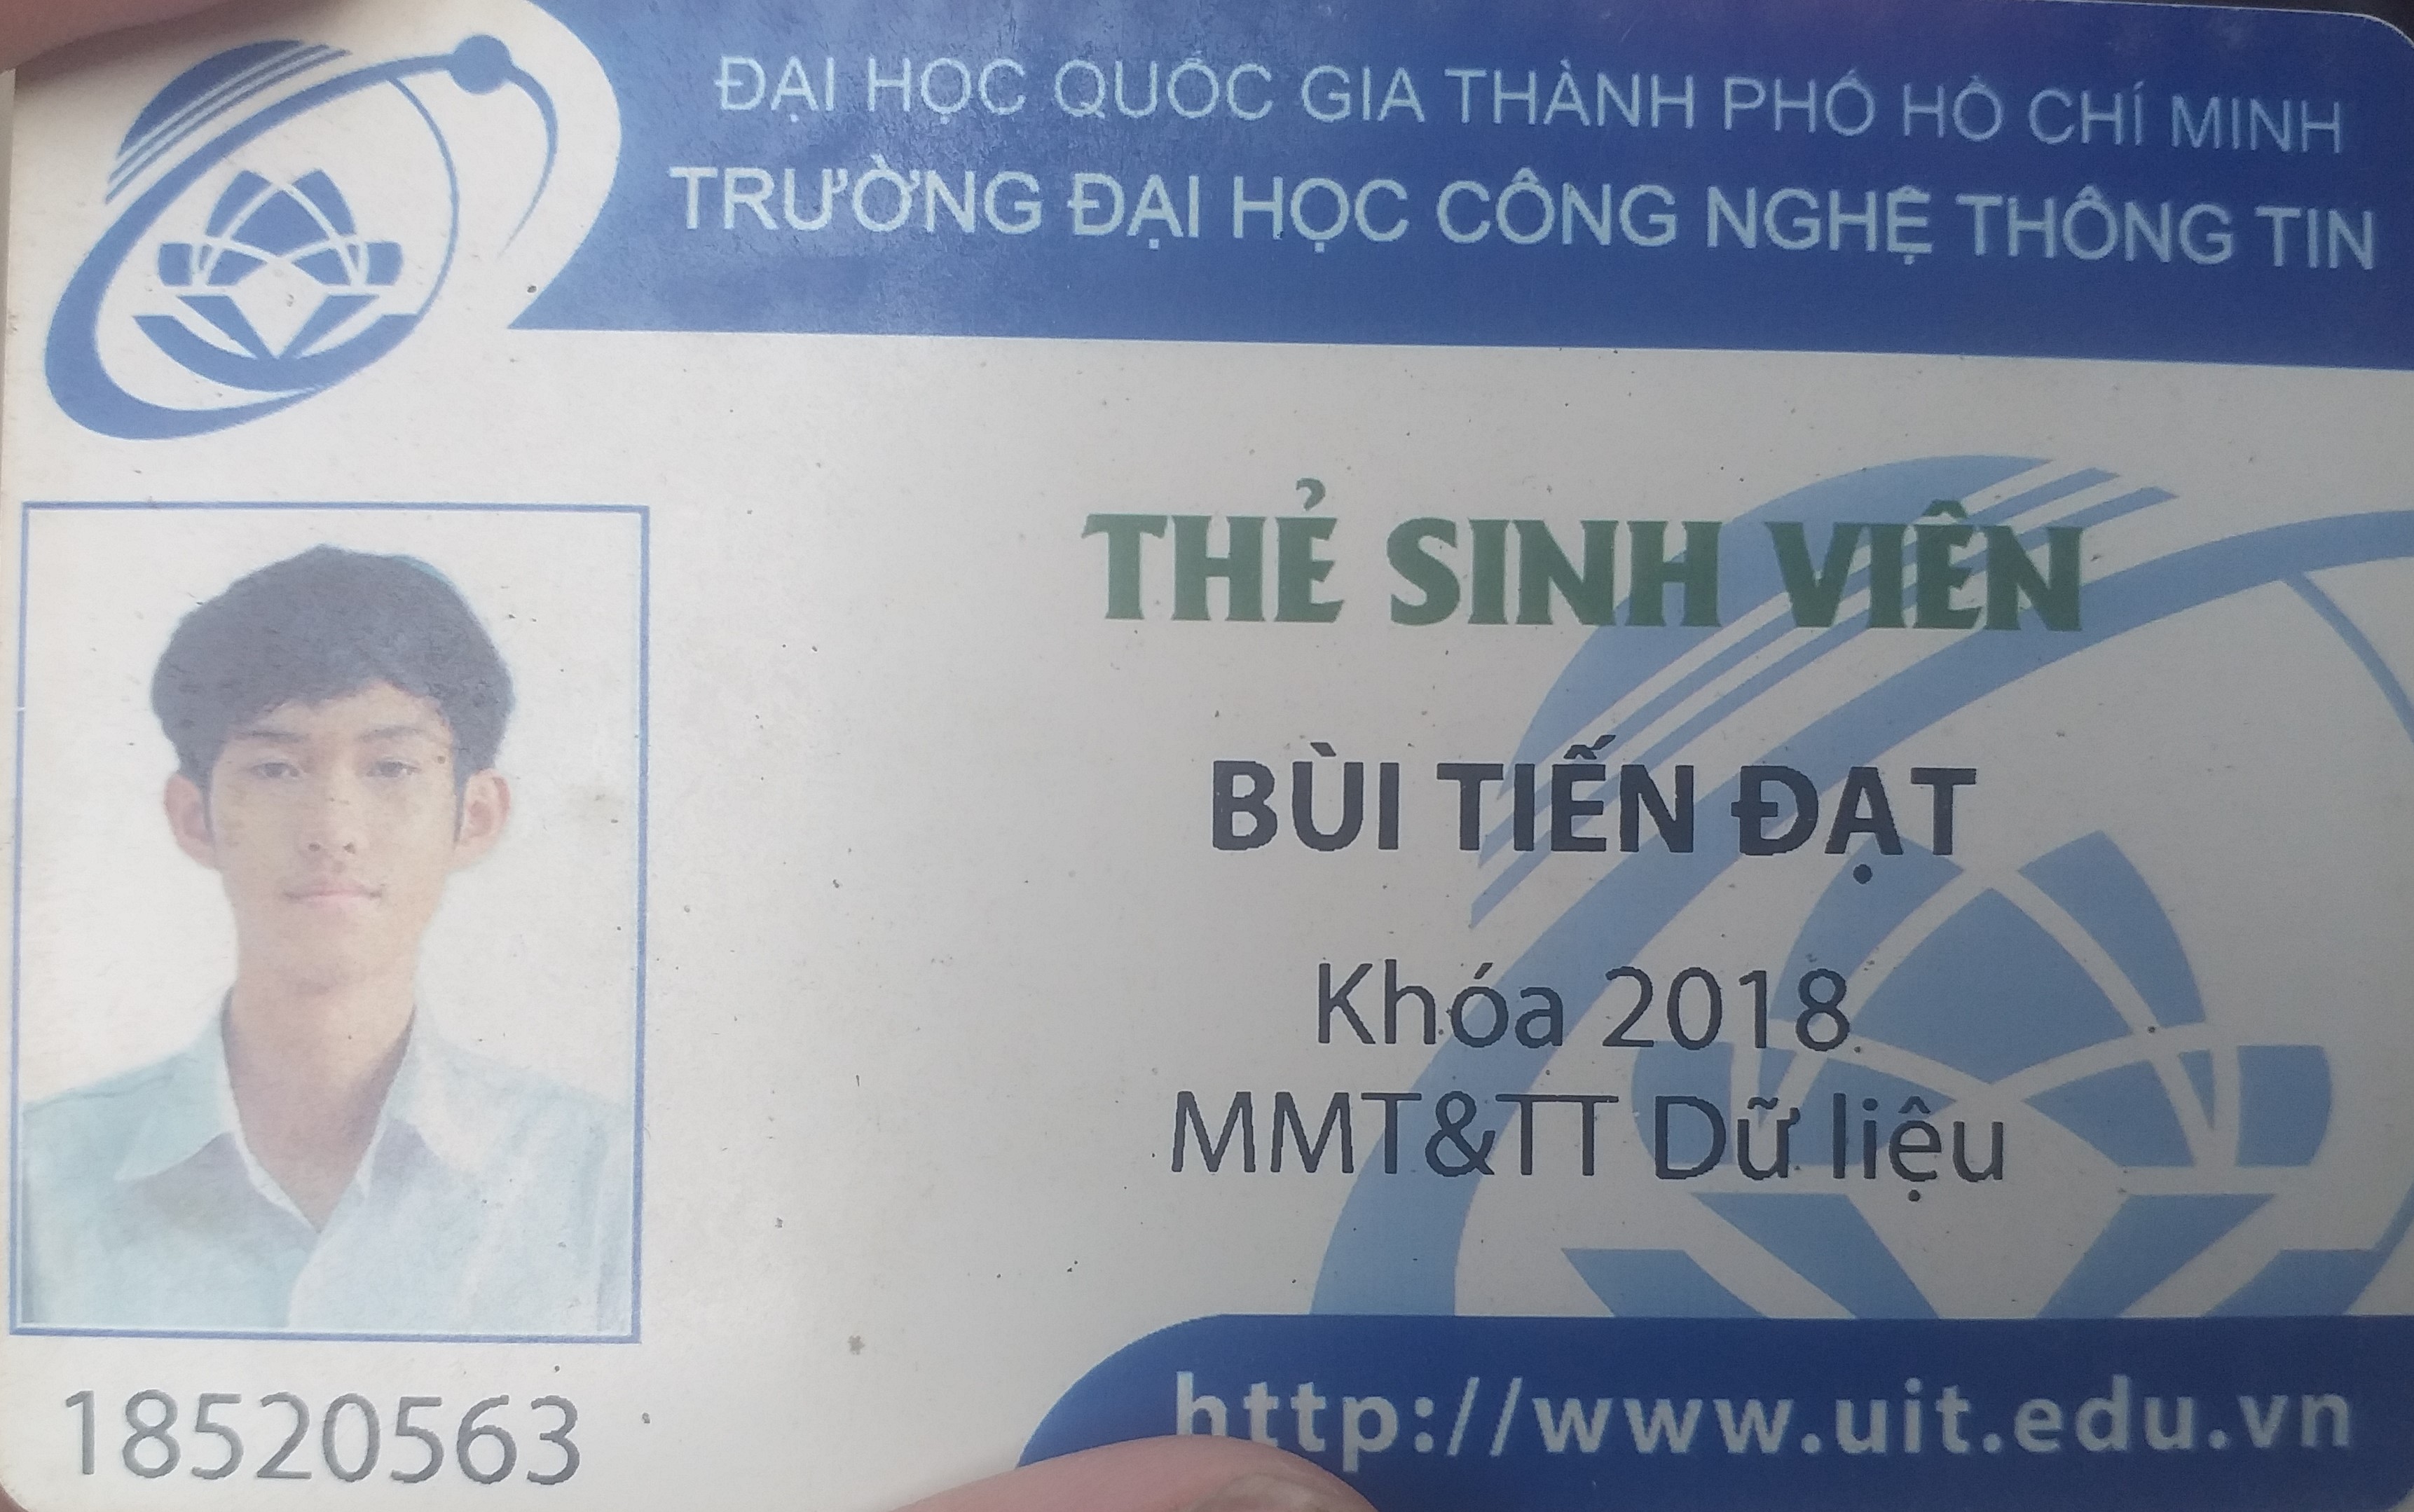 ĐẠI HỌC QUỐC GIA THÀNH PHỐ HỒ CHÍ MINH
TRƯỜNG ĐẠI HỌC CÔNG NGHỆ THÔNG TIN
THẺ SINH VIÊN
BÙI TIẾN ĐẠT
Khóa 2018
MMT&TT Dữ liệu
18520563
http://www.uit.edu.vn